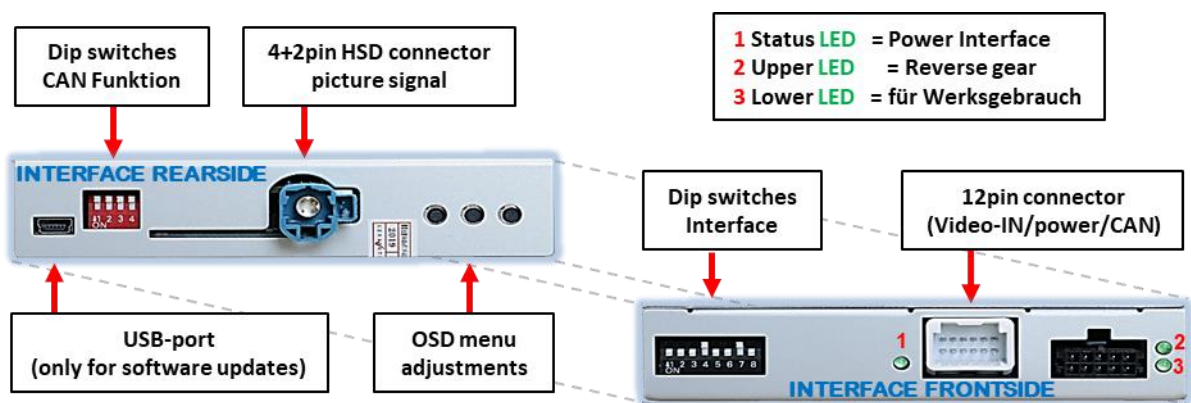 Dip switches
CAN Funktion
4+2pin HSD connector
picture signal
1 Status LED = Power Interface
2 Upper LED = Reverse gear
3 Lower LED = für Werksgebrauch
INTERFACE REARSIDE
1 2 3 4
ON
2019
Dip switches
Interface
12pin connector
(Video-IN/power/CAN)
USB-port
(only for software updates)
OSD menu
adjustments
1
2
3
1 2 3 4 5 6 7 8
ON
INTERFACE FRONTSIDE